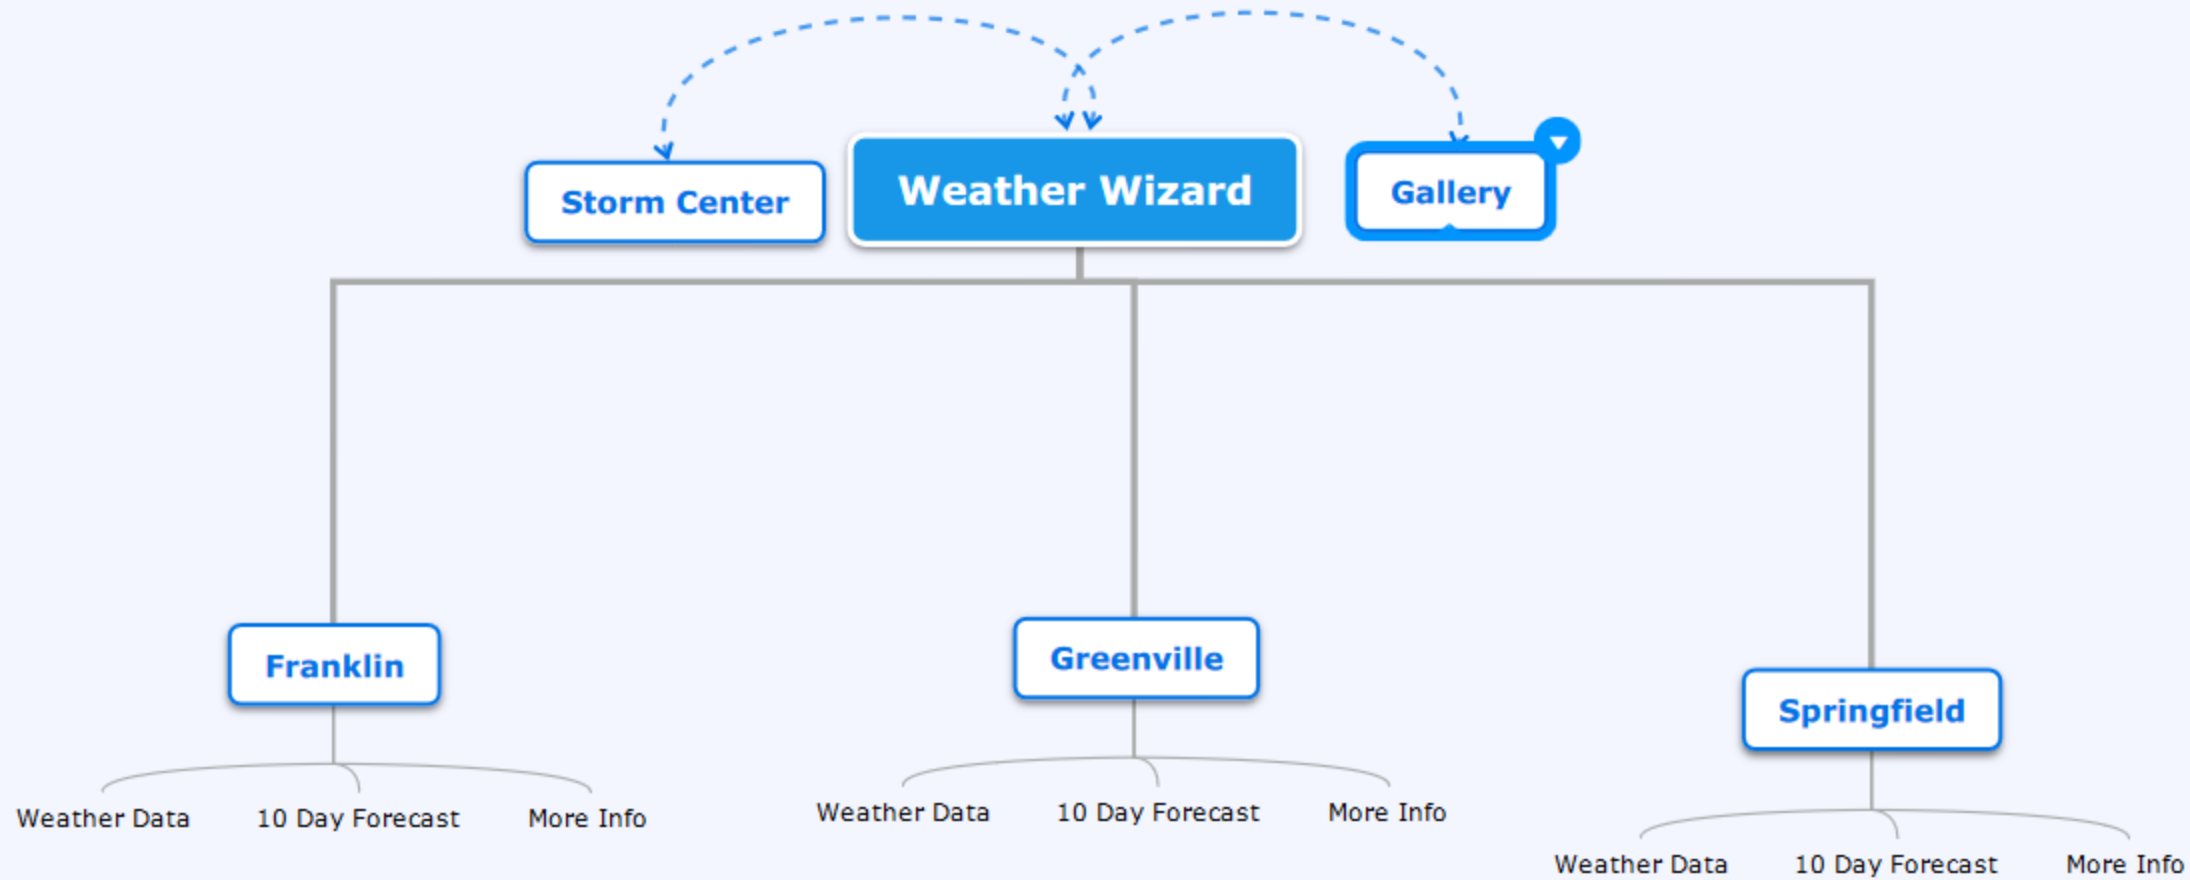 Storm Center
Weather Wizard
Gallery
Franklin
Greenville
Springfield
Weather Data
10 Day Forecast
More Info
Weather Data
10 Day Forecast
More Info
Weather Data
10 Day Forecast
More Info